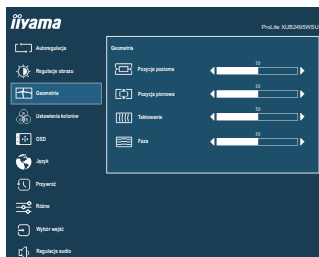 iiyama
ProLite XUB2495WSU
Autoregulacja
Regulacje obrazu
Geometria
Ustawienia kolorów
OSD
Język
Przywróć
Różne
Wybór wejść
Regulacje audio
Geometria
Pozycja pozioma
50
Pozycja pionowa
50
Taktowanie
50
Faza
50